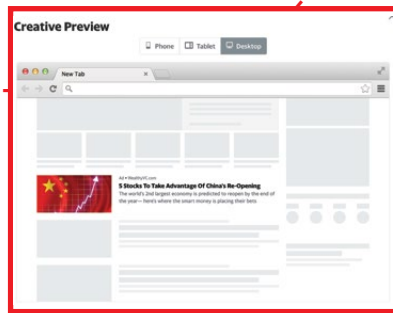 Creative Preview
Phone Tablet Desktop
New Tab
Ad • WealthyVC.com
5 Stocks To Take Advantage Of China's Re-Opening
The world's 2nd largest economy is predicted to reopen by the end of
the year— here's where the smart money is placing their bets